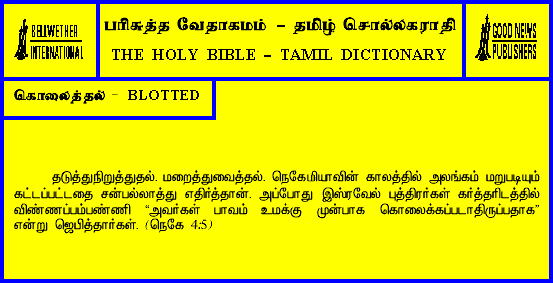 BELLWETHER
INTERNATIONAL
பரிசுத்த வேதாகமம் – தமிழ் சொல்லகராதி
THE HOLY BIBLE – TAMIL DICTIONARY
GOOD NEWS
PUBLISHERS
கொலைத்தல் - BLOTTED
தடுத்துநிறுத்துதல். மறைத்துவைத்தல். நெகேமியாவின் காலத்தில் அலங்கம் மறுபடியும்
கட்டப்பட்டதை சன்பல்லாத்து எதிர்த்தான். அப்போது இஸ்ரவேல் புத்திரர்கள் கர்த்தரிடத்தில்
விண்ணப்பம்பண்ணி “அவர்கள் பாவம் உமக்கு முன்பாக கொலைக்கப்படாதிருப்பதாக”
என்று ஜெபித்தார்கள். (நெகே 4:5)